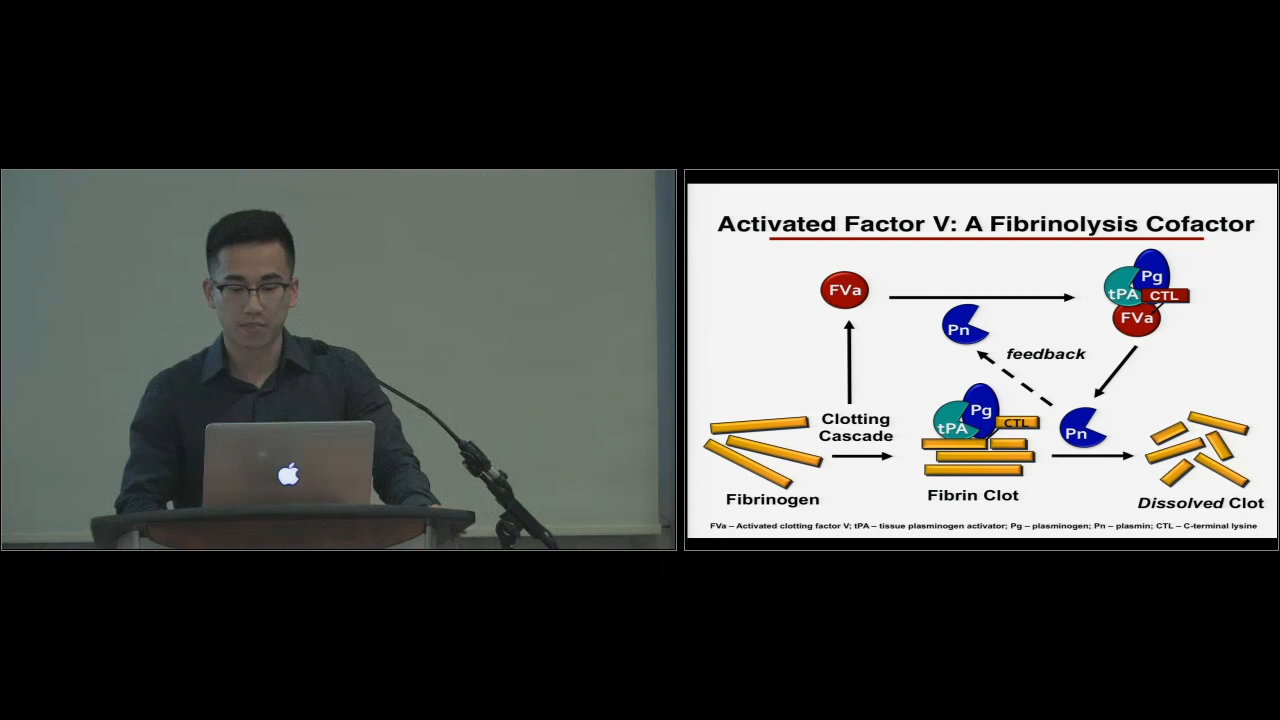 Activated Factor V: A Fibrinolysis Cofactor
FVa
Pg
tPA
CTL
FVa
Pn
feedback
Clotting
Cascade
Pg
tPA
CTL
Pn
Fibrinogen
Fibrin Clot
Dissolved Clot
FVa – Activated clotting factor V; tPA – tissue plasminogen activator; Pg – plasminogen; Pn – plasmin; CTL – C-terminal lysine